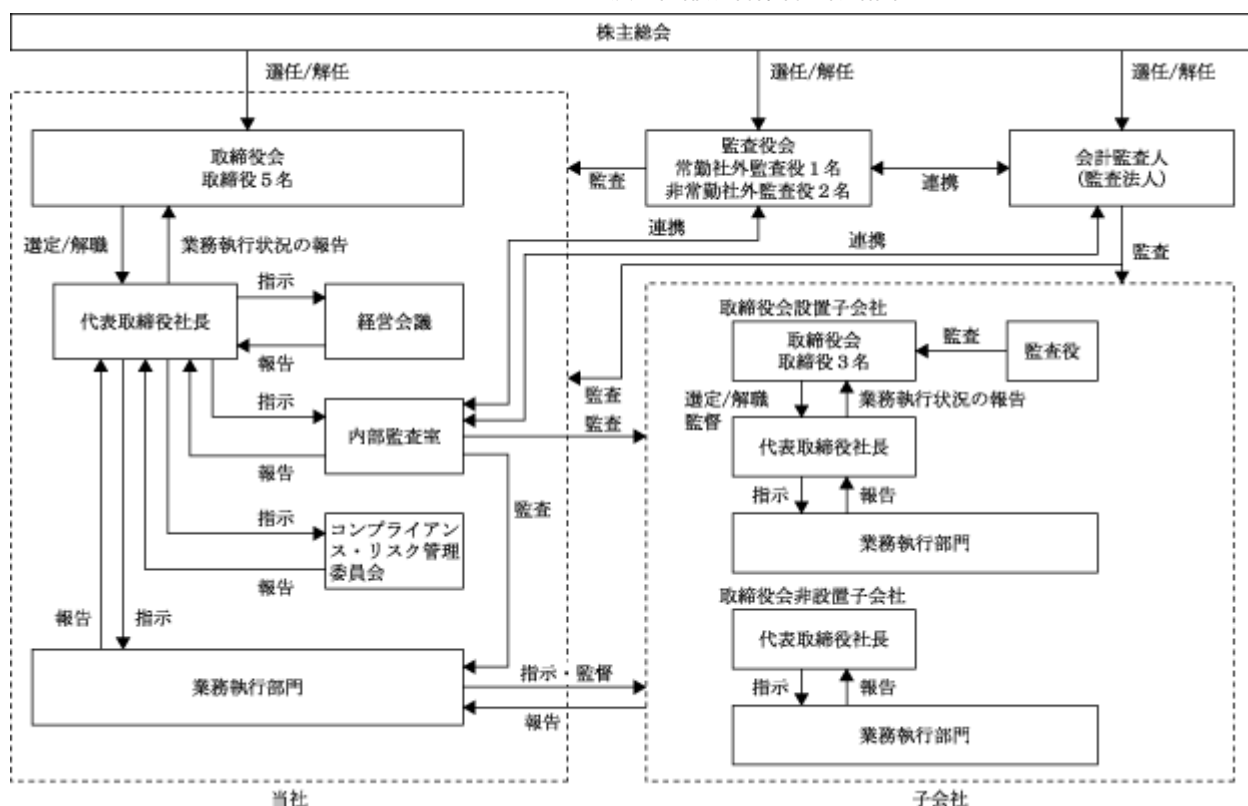 株主総会
選任/解任
選任/解任
選任/解任
取締役会
取締役5名
監査役会
常勤社外監査役1名
非常勤社外監査役2名
会計監査人
(監査法人)
監査
連携
選定/解職
業務執行状況の報告
連携
連携
監査
代表取締役社長
指示
経営会議
報告
監査
指示
内部監査室
報告
監査
監査
指示
コンプライアン
ス・リスク管理
委員会
報告
報告
指示
業務執行部門
指示・監督
報告
当社
取締役会設置子会社
取締役会
取締役3名
監査
監査役
選定/解職
監督
業務執行状況の報告
代表取締役社長
指示
報告
業務執行部門
取締役会非設置子会社
代表取締役社長
指示
報告
業務執行部門
子会社